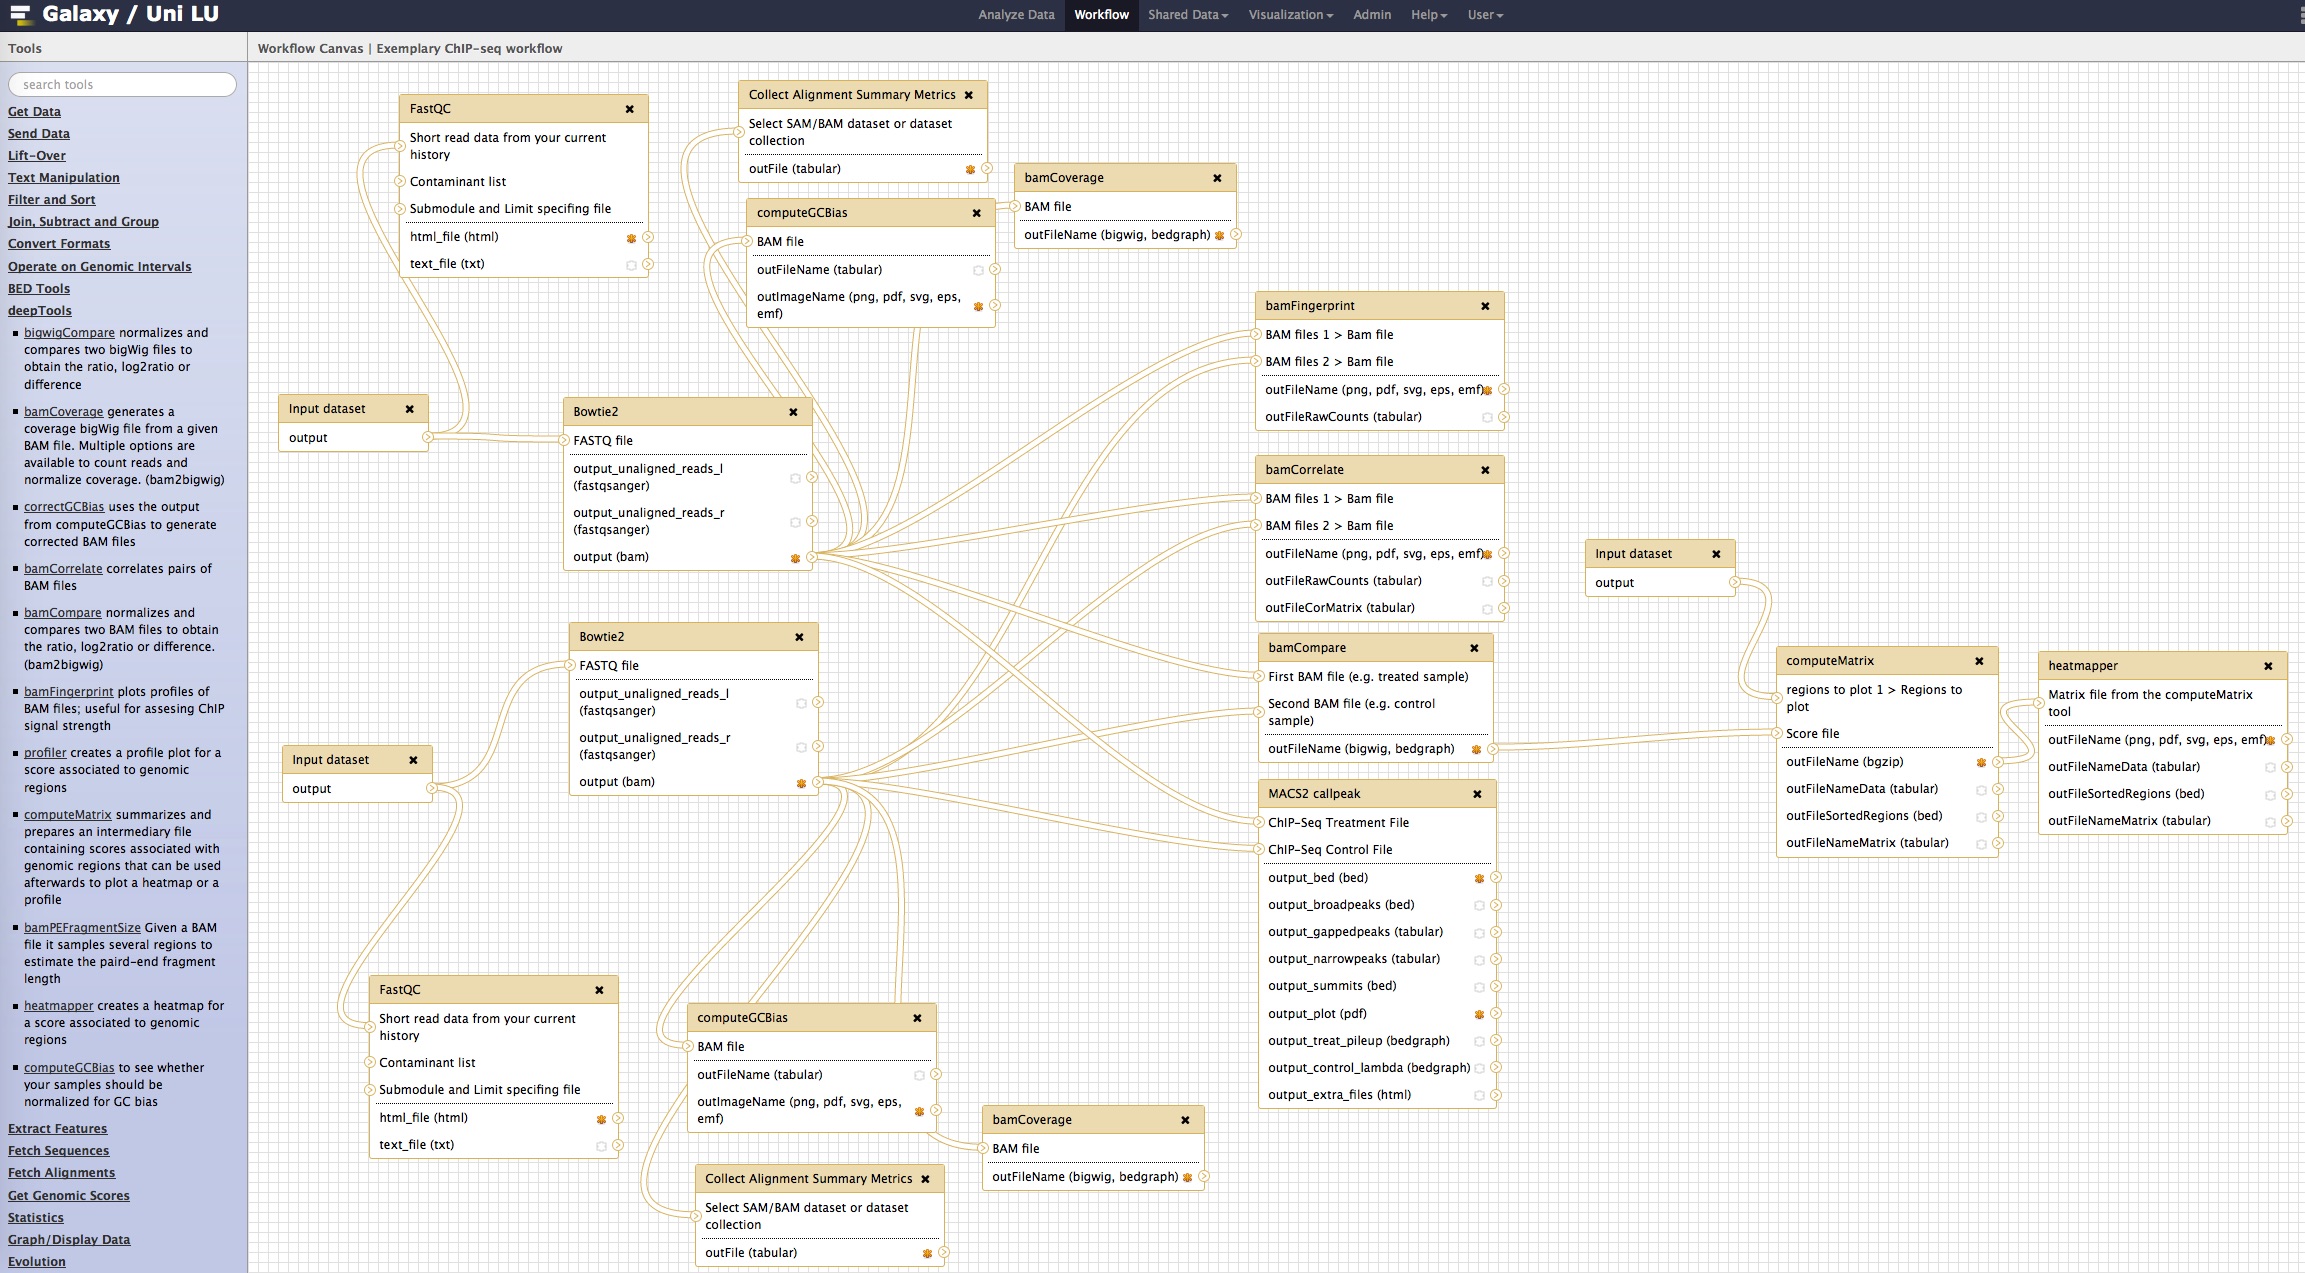 Galaxy / Uni LU
Analyze Data
Workflow
Shared Data
Visualization
Admin
Help
User
Tools
search tools
Get Data
Send Data
Lift-Over
Text Manipulation
Filter and Sort
Join, Subtract and Group
Convert Formats
Operate on Genomic Intervals
BED Tools
deepTools
bigwigCompare normalizes and
compares two bigWig files to
obtain the ratio, log2ratio or
difference
bamCoverage generates a
coverage bigWig file from a given
BAM file. Multiple options are
available to count reads and
normalize coverage. (bam2bigwig)
correctGCBias uses the output
from computeGCBias to generate
corrected BAM files
bamCorrelate correlates pairs of
BAM files
bamCompare normalizes and
compares two BAM files to obtain
the ratio, log2ratio or difference.
(bam2bigwig)
bamFingerprint plots profiles of
BAM files; useful for assesing ChIP
signal strength
profiler creates a profile plot for a
score associated to genomic
regions
computeMatrix summarizes and
prepares an intermediary file
containing scores associated with
genomic regions that can be used
afterwards to plot a heatmap or a
profile
bamPEFragmentSize Given a BAM
file it samples several regions to
estimate the paird-end fragment
length
heatmapper creates a heatmap for
a score associated to genomic
regions
computeGCBias to see whether
your samples should be
normalized for GC bias
Extract Features
Fetch Sequences
Fetch Alignments
Get Genomic Scores
Statistics
Graph/Display Data
Evolution
Workflow Canvas | Exemplary ChIP-seq workflow
FastQC
Short read data from your current
history
Contaminant list
Submodule and Limit specifing file
html_file (html)
text_file (txt)
Collect Alignment Summary Metrics
Select SAM/BAM dataset or dataset
collection
outFile (tabular)
computeGCBias
BAM file
outFileName (tabular)
outImageName (png, pdf, svg, eps,
emf)
bamCoverage
BAM file
outFileName (bigwig, bedgraph)
Input dataset
output
Bowtie2
FASTQ file
output_unaligned_reads_l
(fastqsanger)
output_unaligned_reads_r
(fastqsanger)
output (bam)
bamFingerprint
BAM files 1 > Bam file
BAM files 2 > Bam file
outFileName (png, pdf, svg, eps, emf)
outFileRawCounts (tabular)
bamCorrelate
BAM files 1 > Bam file
BAM files 2 > Bam file
outFileName (png, pdf, svg, eps, emf)
outFileRawCounts (tabular)
outFileCorMatrix (tabular)
Bowtie2
FASTQ file
output_unaligned_reads_l
(fastqsanger)
output_unaligned_reads_r
(fastqsanger)
output (bam)
Input dataset
output
bamCompare
First BAM file (e.g. treated sample)
Second BAM file (e.g. control
sample)
outFileName (bigwig, bedgraph)
MACS2 callpeak
ChIP-Seq Treatment File
ChIP-Seq Control File
output_bed (bed)
output_broadpeaks (bed)
output_gappedpeaks (tabular)
output_narrowpeaks (tabular)
output_summits (bed)
output_plot (pdf)
output_treat_pileup (bedgraph)
output_control_lambda (bedgraph)
output_extra_files (html)
Input dataset
output
computeMatrix
regions to plot 1 > Regions to
plot
Score file
outFileName (bgzip)
outFileNameData (tabular)
outFileSortedRegions (bed)
outFileNameMatrix (tabular)
heatmapper
Matrix file from the computeMatrix
tool
outFileName (png, pdf, svg, eps, emf)
outFileNameData (tabular)
outFileSortedRegions (bed)
outFileNameMatrix (tabular)
FastQC
Short read data from your current
history
Contaminant list
Submodule and Limit specifing file
html_file (html)
text_file (txt)
computeGCBias
BAM file
outFileName (tabular)
outImageName (png, pdf, svg, eps,
emf)
bamCoverage
BAM file
outFileName (bigwig, bedgraph)
Collect Alignment Summary Metrics
Select SAM/BAM dataset or dataset
collection
outFile (tabular)